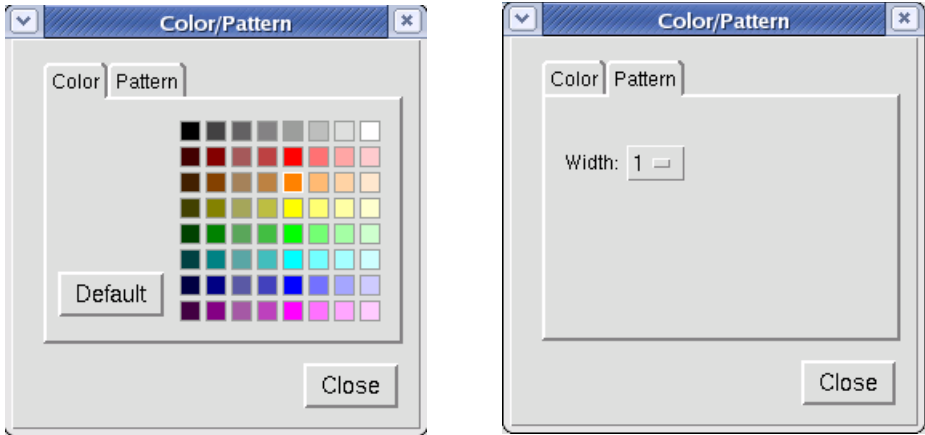 Color/Pattern
Color Pattern
Default
Close
Color/Pattern
Color Pattern
Width: 1
Close